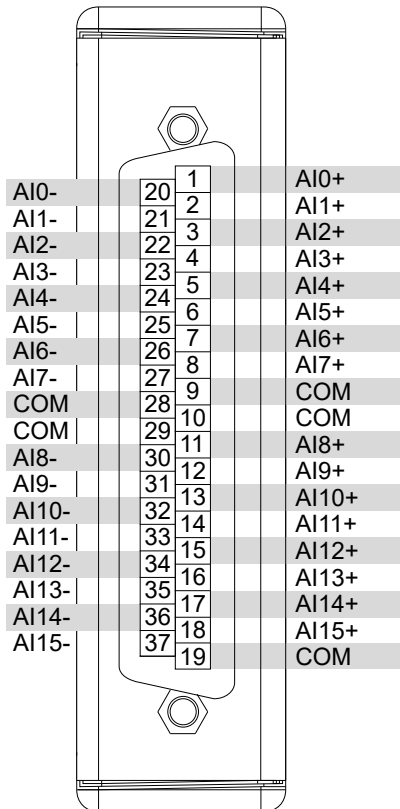 1 AI0+
AI0- 20
2 AI1+
AI1- 21
3 AI2+
AI2- 22
4 AI3+
AI3- 23
5 AI4+
AI4- 24
6 AI5+
AI5- 25
7 AI6+
AI6- 26
8 AI7+
AI7- 27
9 COM
COM 28
10 COM
COM 29
11 AI8+
AI8- 30
12 AI9+
AI9- 31
13 AI10+
AI10- 32
14 AI11+
AI11- 33
15 AI12+
AI12- 34
16 AI13+
AI13- 35
17 AI14+
AI14- 36
18 AI15+
AI15- 37
19 COM